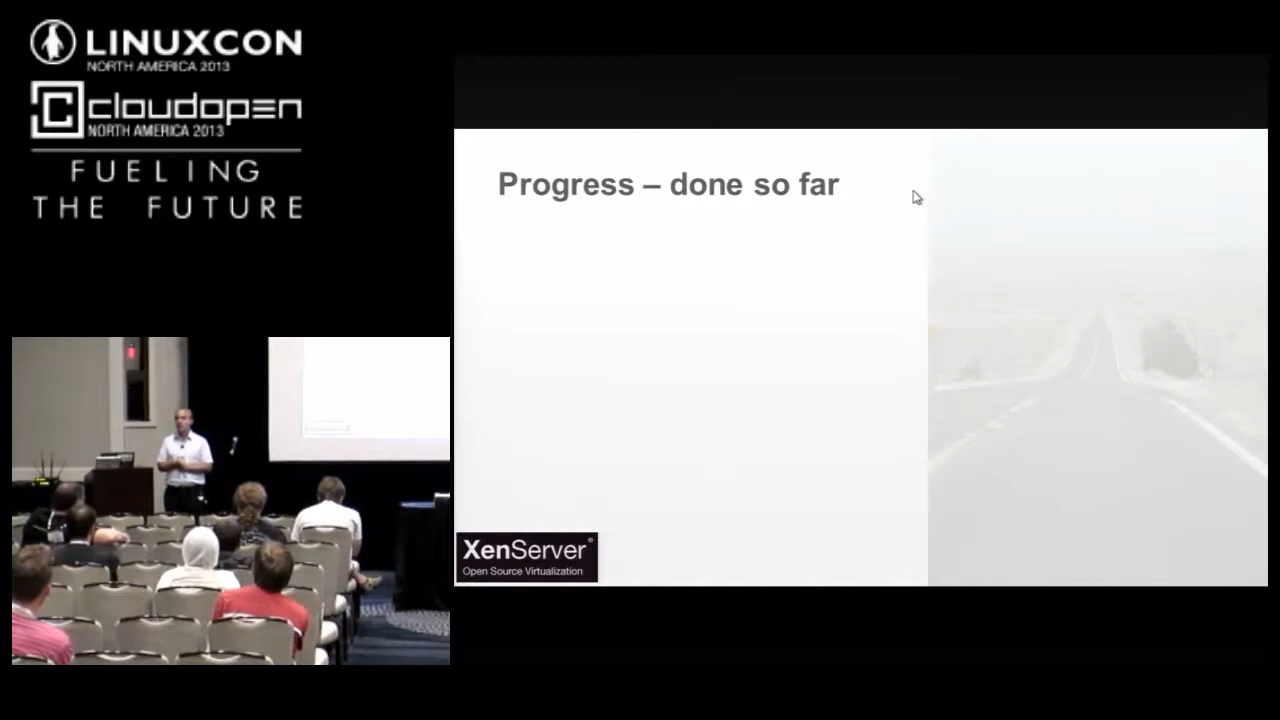 LINUXCON
NORTH AMERICA 2013
cloudopen
NORTH AMERICA 2013
FUELING
THE FUTURE
Progress – done so far
XenServer®
Open Source Virtualization